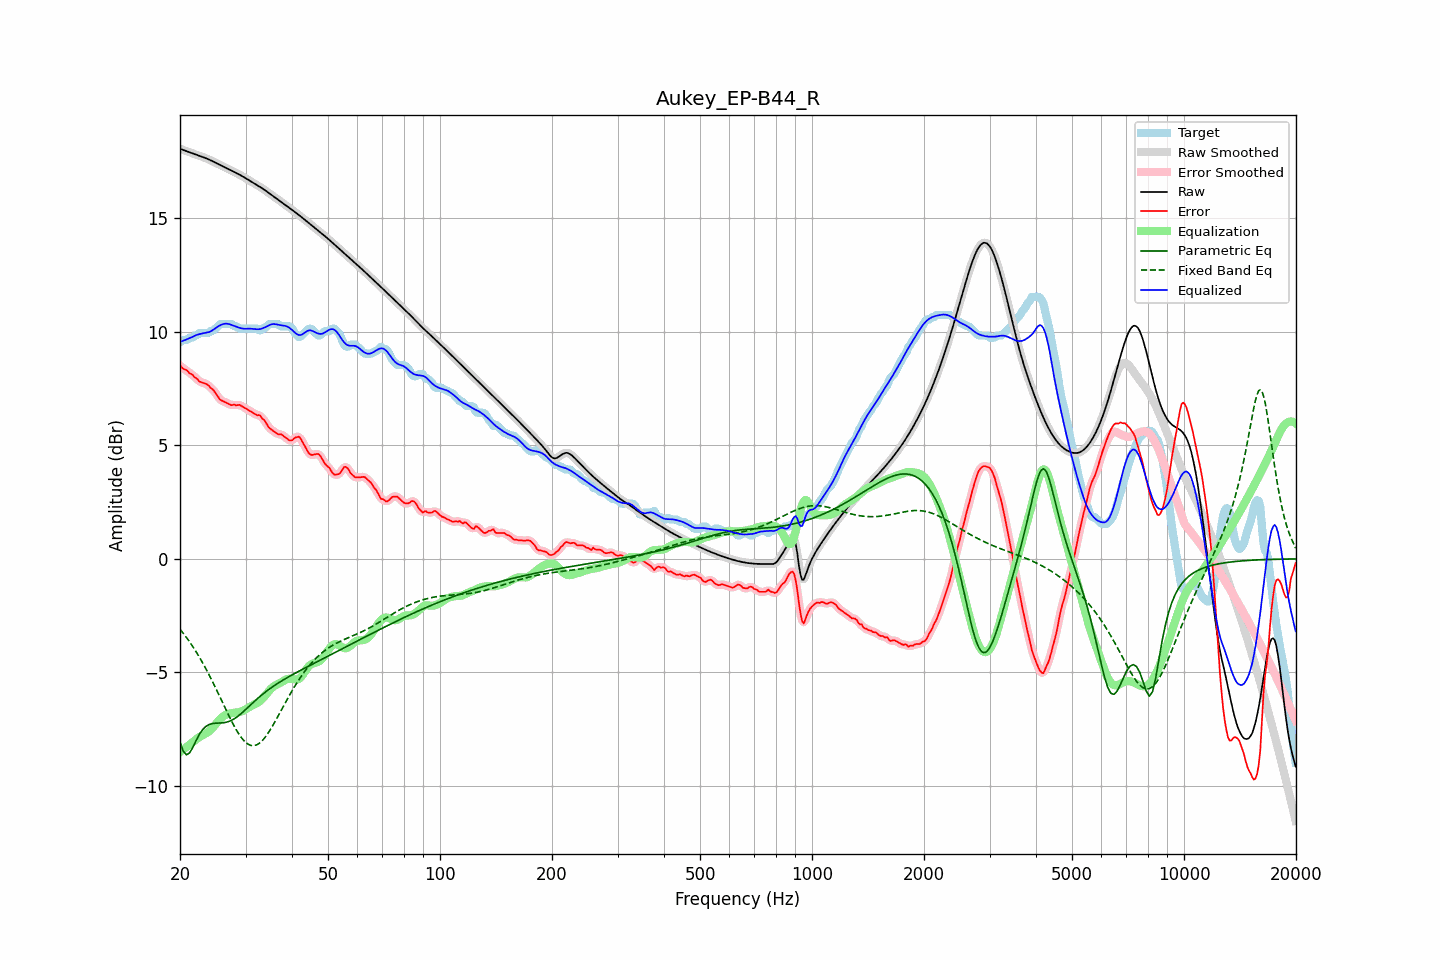 Aukey_EP-B44_R
Target
Raw Smoothed
Error Smoothed
Raw
Error
Equalization
Parametric Eq
Fixed Band Eq
Equalized
Amplitude (dBr)
15
10
5
0
−5
−10
20 50 100 200 500 1000 2000 5000 10000 20000
Frequency (Hz)